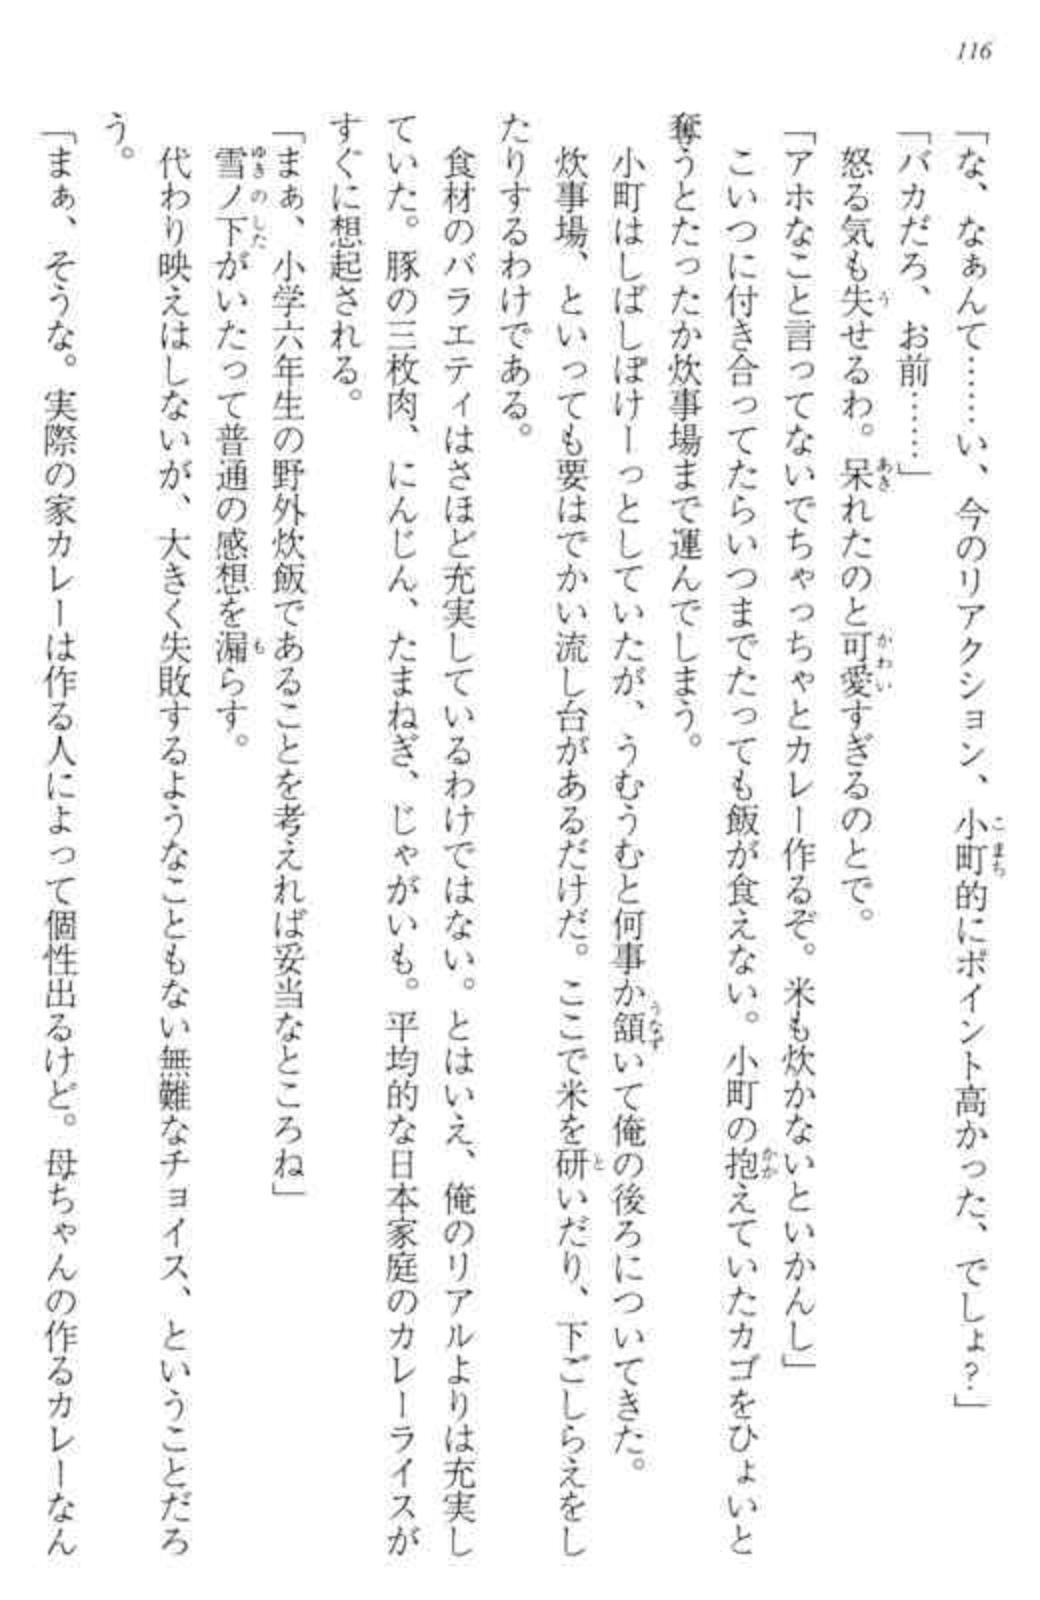 116
「な、なぁんて……い、今のリアクション、小町的にポイント高かった、でしょ?」
「バカだろ、お前……」
怒る気も失せるわ。呆れたのと可愛すぎるのとで。
「アホなこと言ってないでちゃっちゃとカレー作るぞ。米も炊かないといかんし」
こいつに付き合ってたらいつまでたっても飯が食えない。小町の抱えていたカゴをひょいと
奪うとたったか炊事場まで運んでしまう。
小町はしばしぽけーっとしていたが、うむうむと何事か頷いて俺の後ろについてきた。
炊事場、といっても要はでかい流し台があるだけだ。ここで米を研いだり、下ごしらえをし
たりするわけである。
食材のバラエティはさほど充実しているわけではない。とはいえ、俺のリアルよりは充実し
ていた。豚の三枚肉、にんじん、たまねぎ、じゃがいも。平均的な日本家庭のカレーライスが
すぐに想起される。
「まぁ、小学六年生の野外炊飯であることを考えれば妥当なところね」
雪ノ下がいたって普通の感想を漏らす。
代わり映えはしないが、大きく失敗するようなこともない無難なチョイス、ということだろ
う。
「まぁ、そうな。実際の家カレーは作る人によって個性出るけど。母ちゃんの作るカレーなん